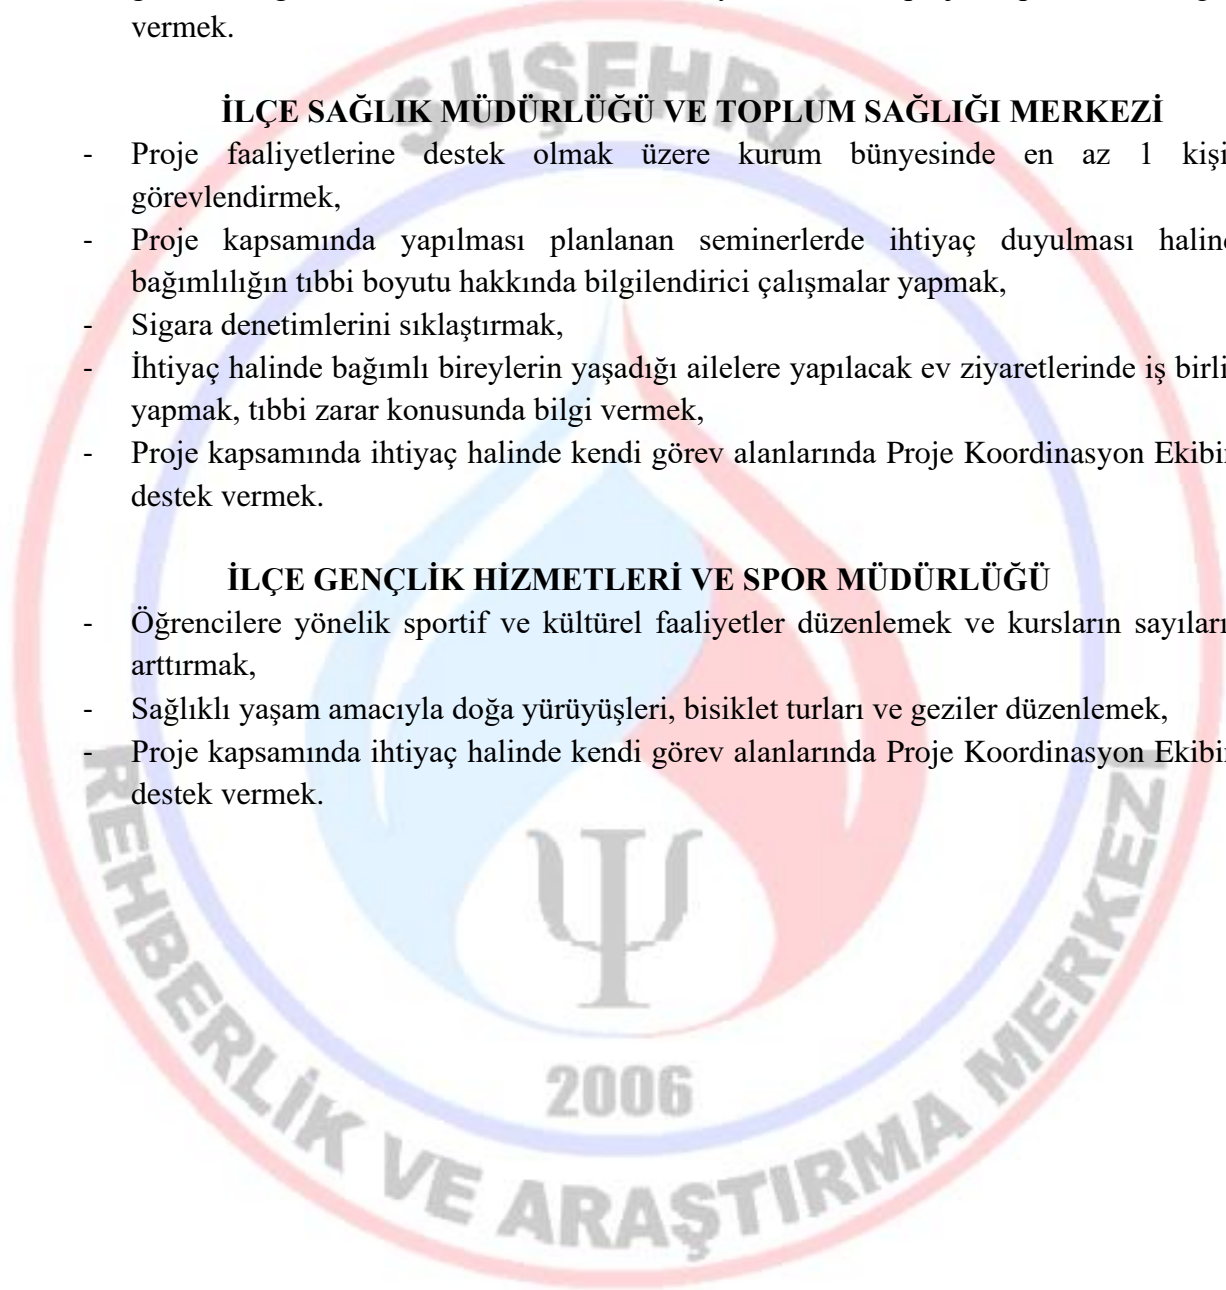 vermek.
SUŞEHRİ
İLÇE SAĞLIK MÜDÜRLÜĞÜ VE TOPLUM SAĞLIĞI MERKEZİ
- Proje faaliyetlerine destek olmak üzere kurum bünyesinde en az 1 kişi
görevlendirmek,
- Proje kapsamında yapılması planlanan seminerlerde ihtiyaç duyulması
bağımlılığın tıbbi boyutu hakkında bilgilendirici çalışmalar yapmak,
- Sigara denetimlerini sıklaştırmak,
- İhtiyaç halinde bağımlı bireylerin yaşadığı ailelere yapılacak ev ziyaretlerinde iş
yapmak, tıbbi zarar konusunda bilgi vermek,
- Proje kapsamında ihtiyaç halinde kendi görev alanlarında Proje Koordinasyon
destek vermek.
İLÇE GENÇLİK HİZMETLERİ VE SPOR MÜDÜRLÜĞÜ
- Öğrencilere yönelik sportif ve kültürel faaliyetler düzenlemek ve kursların
arttırmak,
- Sağlıklı yaşam amacıyla doğa yürüyüşleri, bisiklet turları ve geziler düzenlemek,
- Proje kapsamında ihtiyaç halinde kendi görev alanlarında Proje Koordinasyon
destek vermek.
Ψ
2006
REHBERLİK VE ARAŞTIRMA MERKEZİ